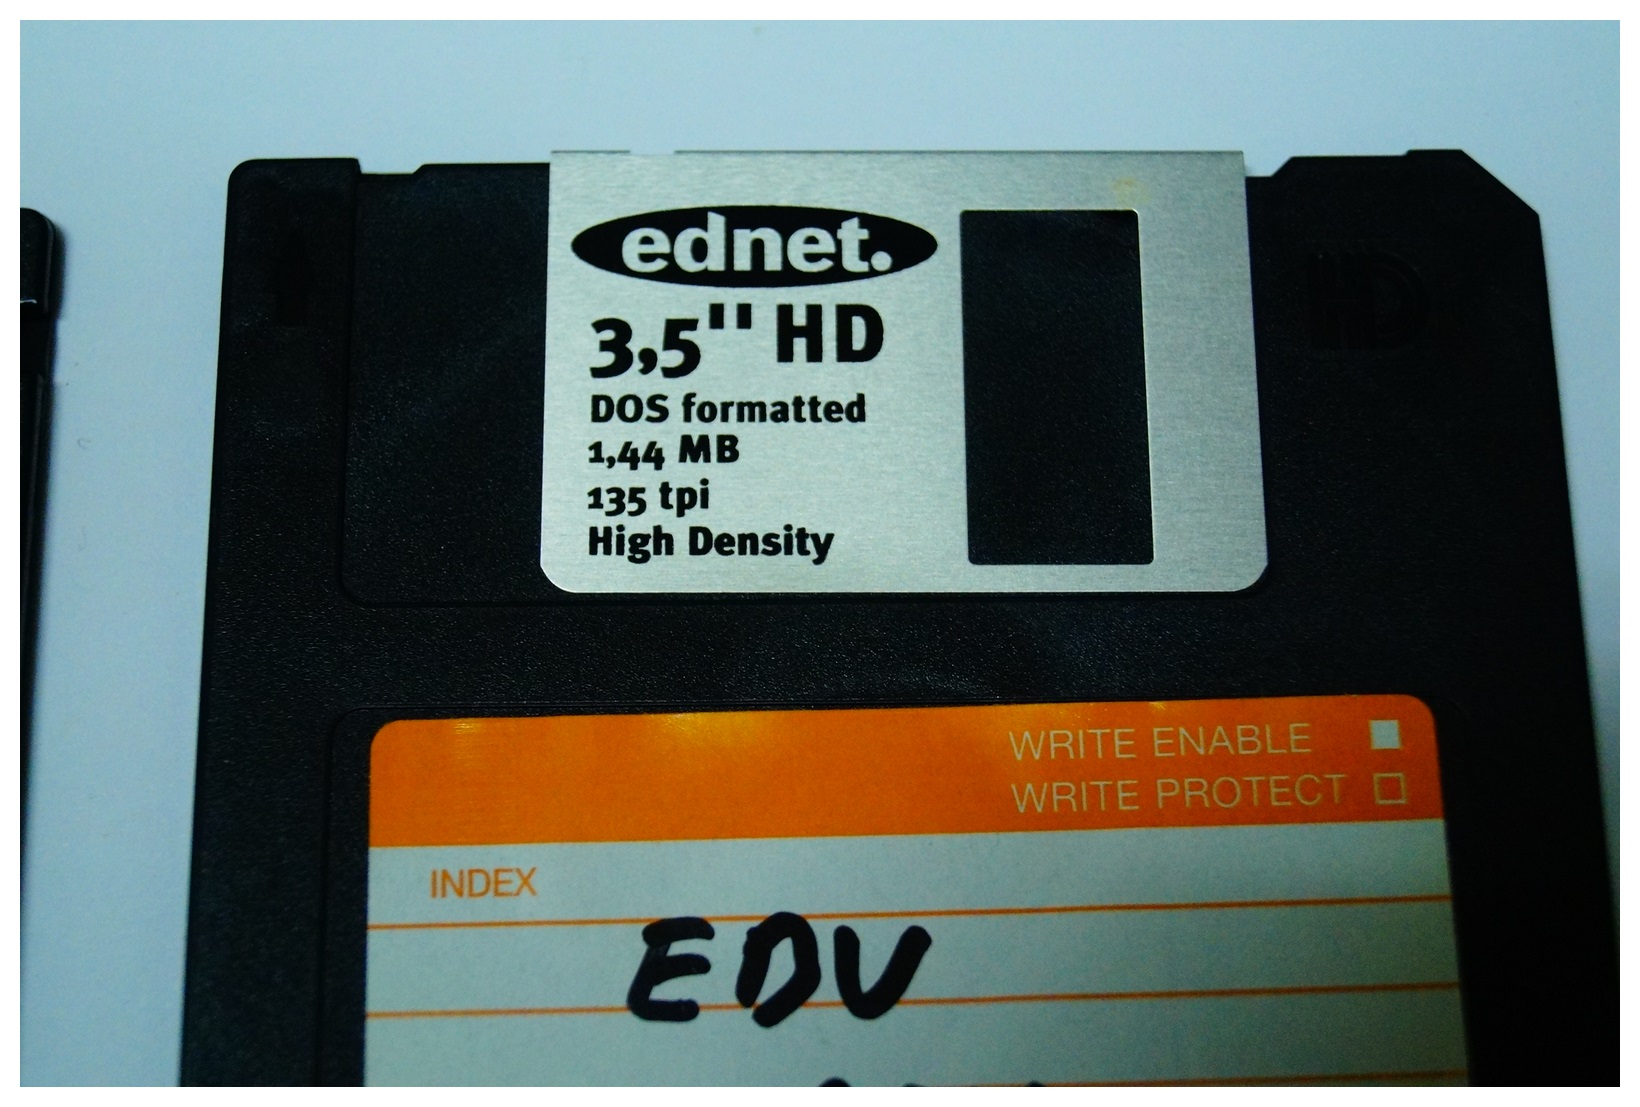 ednet.
3,5" HD
DOS formatted
1,44 MB
135 tpi
High Density
HD
WRITE ENABLE
WRITE PROTECT
INDEX
EDV